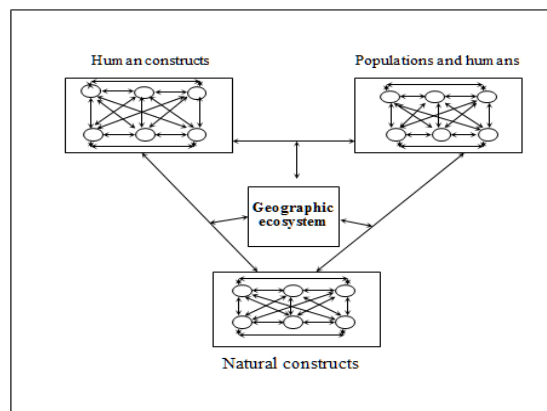 Human constructs
Populations and humans
Geographic
ecosystem
Natural constructs